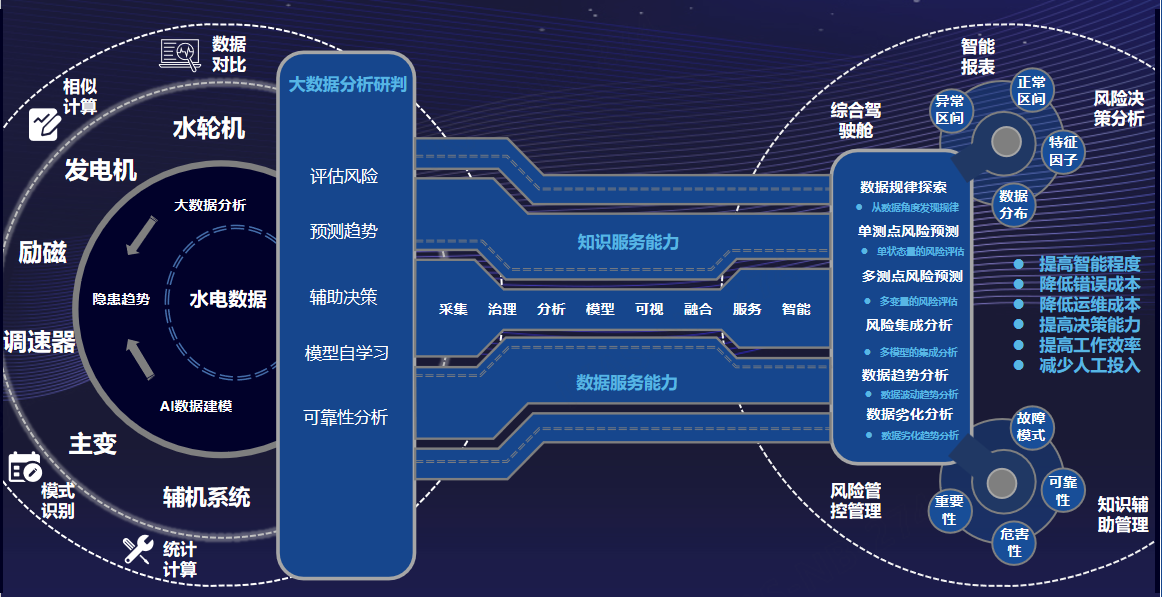 数据
对比
相似
计算
水轮机
发电机
励磁
调速器
主变
辅机系统
模式
识别
统计
计算
大数据分析
隐患趋势
水电数据
AI数据建模
大数据分析研判
评估风险
预测趋势
辅助决策
模型自学习
可靠性分析
知识服务能力
采集 治理 分析 模型 可视 融合 服务 智能
数据服务能力
综合驾
驶舱
智能
报表
风险决
策分析
异常
区间
正常
区间
特征
因子
数据
分布
数据规律探索
从数据角度发现规律
单测点风险预测
单状态量的风险评估
多测点风险预测
多变量的风险评估
风险集成分析
多模型的集成分析
数据趋势分析
数据波动趋势分析
数据劣化分析
数据劣化趋势分析
提高智能程度
降低错误成本
降低运维成本
提高决策能力
提高工作效率
减少人工投入
风险管
控管理
故障
模式
可靠
性
重要
性
危害
性
知识辅
助管理